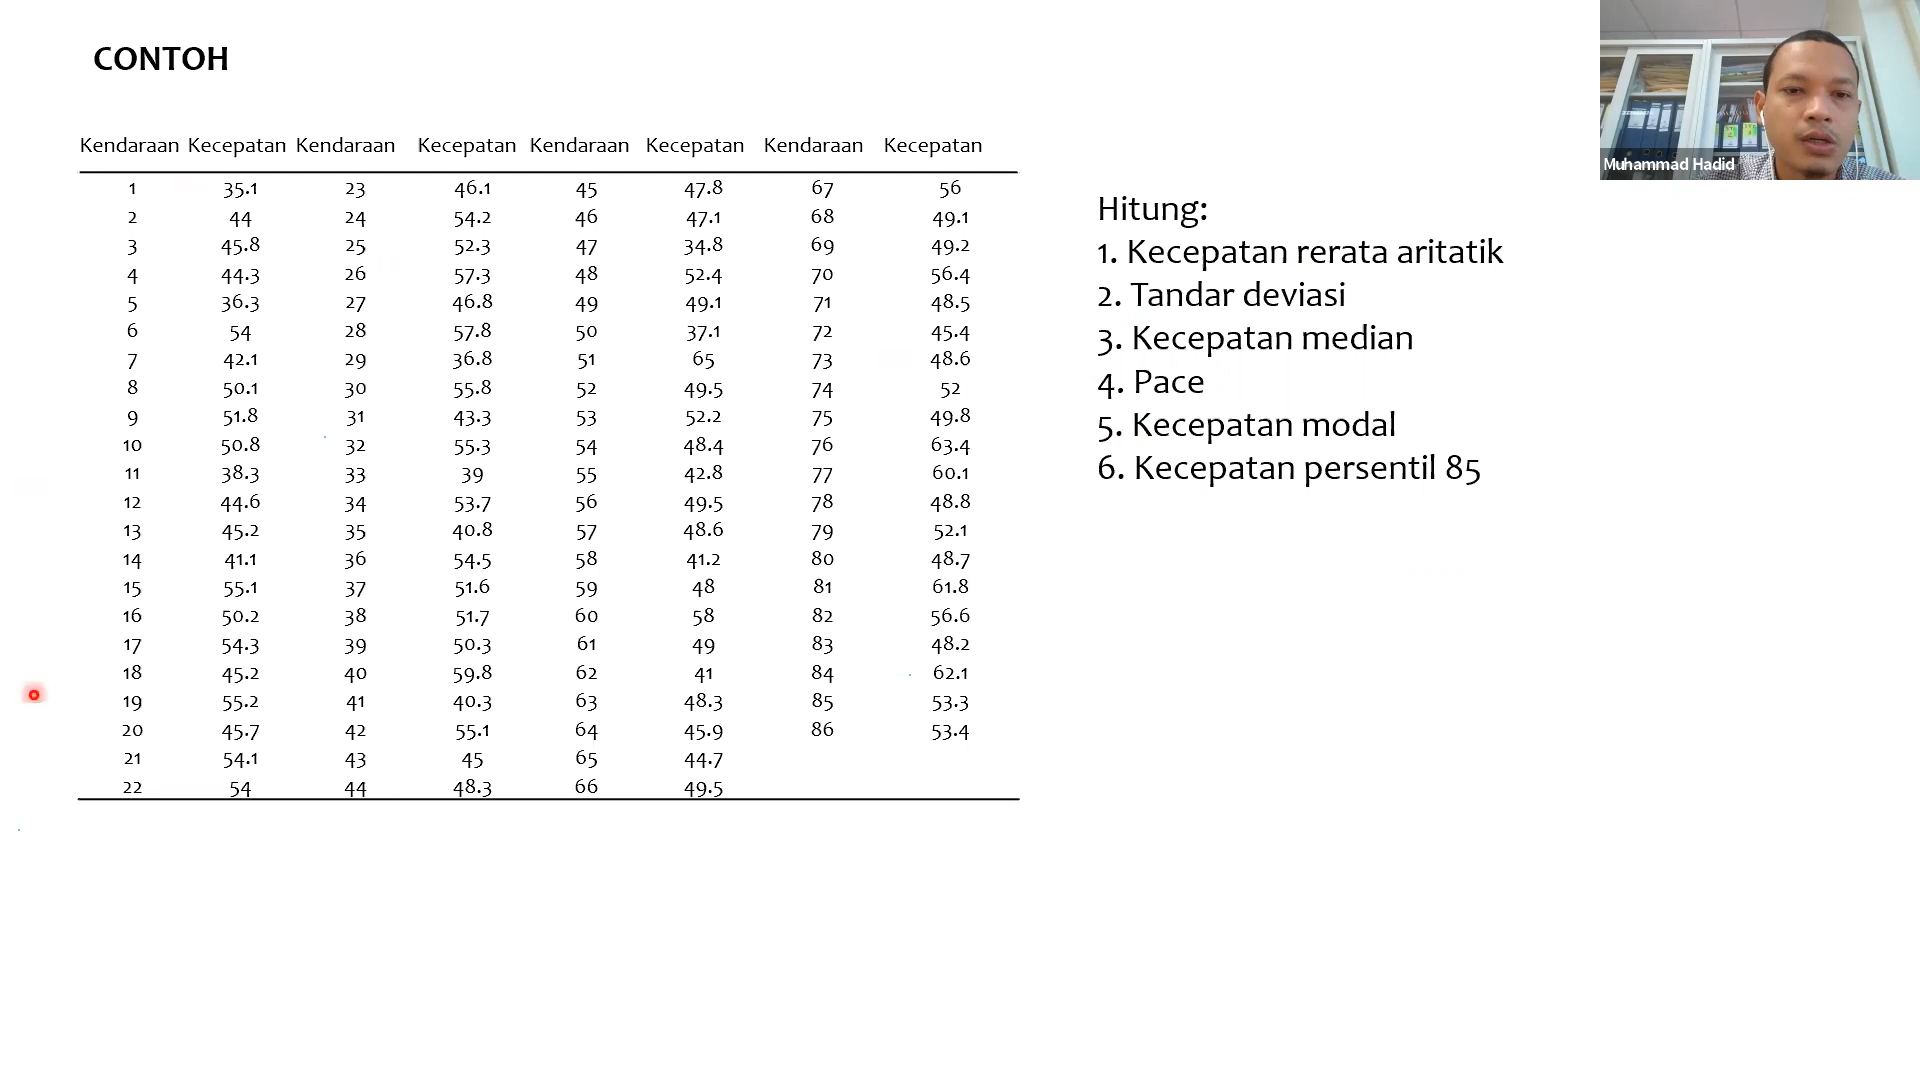 CONTOH
Kendaraan Kecepatan Kendaraan Kecepatan Kendaraan Kecepatan Kendaraan Kecepatan
1 35.1 23 46.1 45 47.8 67 56
2 44 24 54.2 46 47.1 68 49.1
3 45.8 25 52.3 47 34.8 69 49.2
4 44.3 26 57.3 48 52.4 70 56.4
5 36.3 27 46.8 49 49.1 71 48.5
6 54 28 57.8 50 37.1 72 45.4
7 42.1 29 36.8 51 65 73 48.6
8 50.1 30 55.8 52 49.5 74 52
9 51.8 31 43.3 53 52.2 75 49.8
10 50.8 32 55.3 54 48.4 76 63.4
11 38.3 33 39 55 42.8 77 60.1
12 44.6 34 53.7 56 49.5 78 48.8
13 45.2 35 40.8 57 48.6 79 52.1
14 41.1 36 54.5 58 41.2 80 48.7
15 55.1 37 51.6 59 48 81 61.8
16 50.2 38 51.7 60 58 82 56.6
17 54.3 39 50.3 61 49 83 48.2
18 45.2 40 59.8 62 41 84 62.1
19 55.2 41 40.3 63 48.3 85 53.3
20 45.7 42 55.1 64 45.9 86 53.4
21 54.1 43 45 65 44.7
22 54 44 48.3 66 49.5
Hitung:
1. Kecepatan rerata aritatik
2. Tandar deviasi
3. Kecepatan median
4. Pace
5. Kecepatan modal
6. Kecepatan persentil 85
Muhammad Hadid